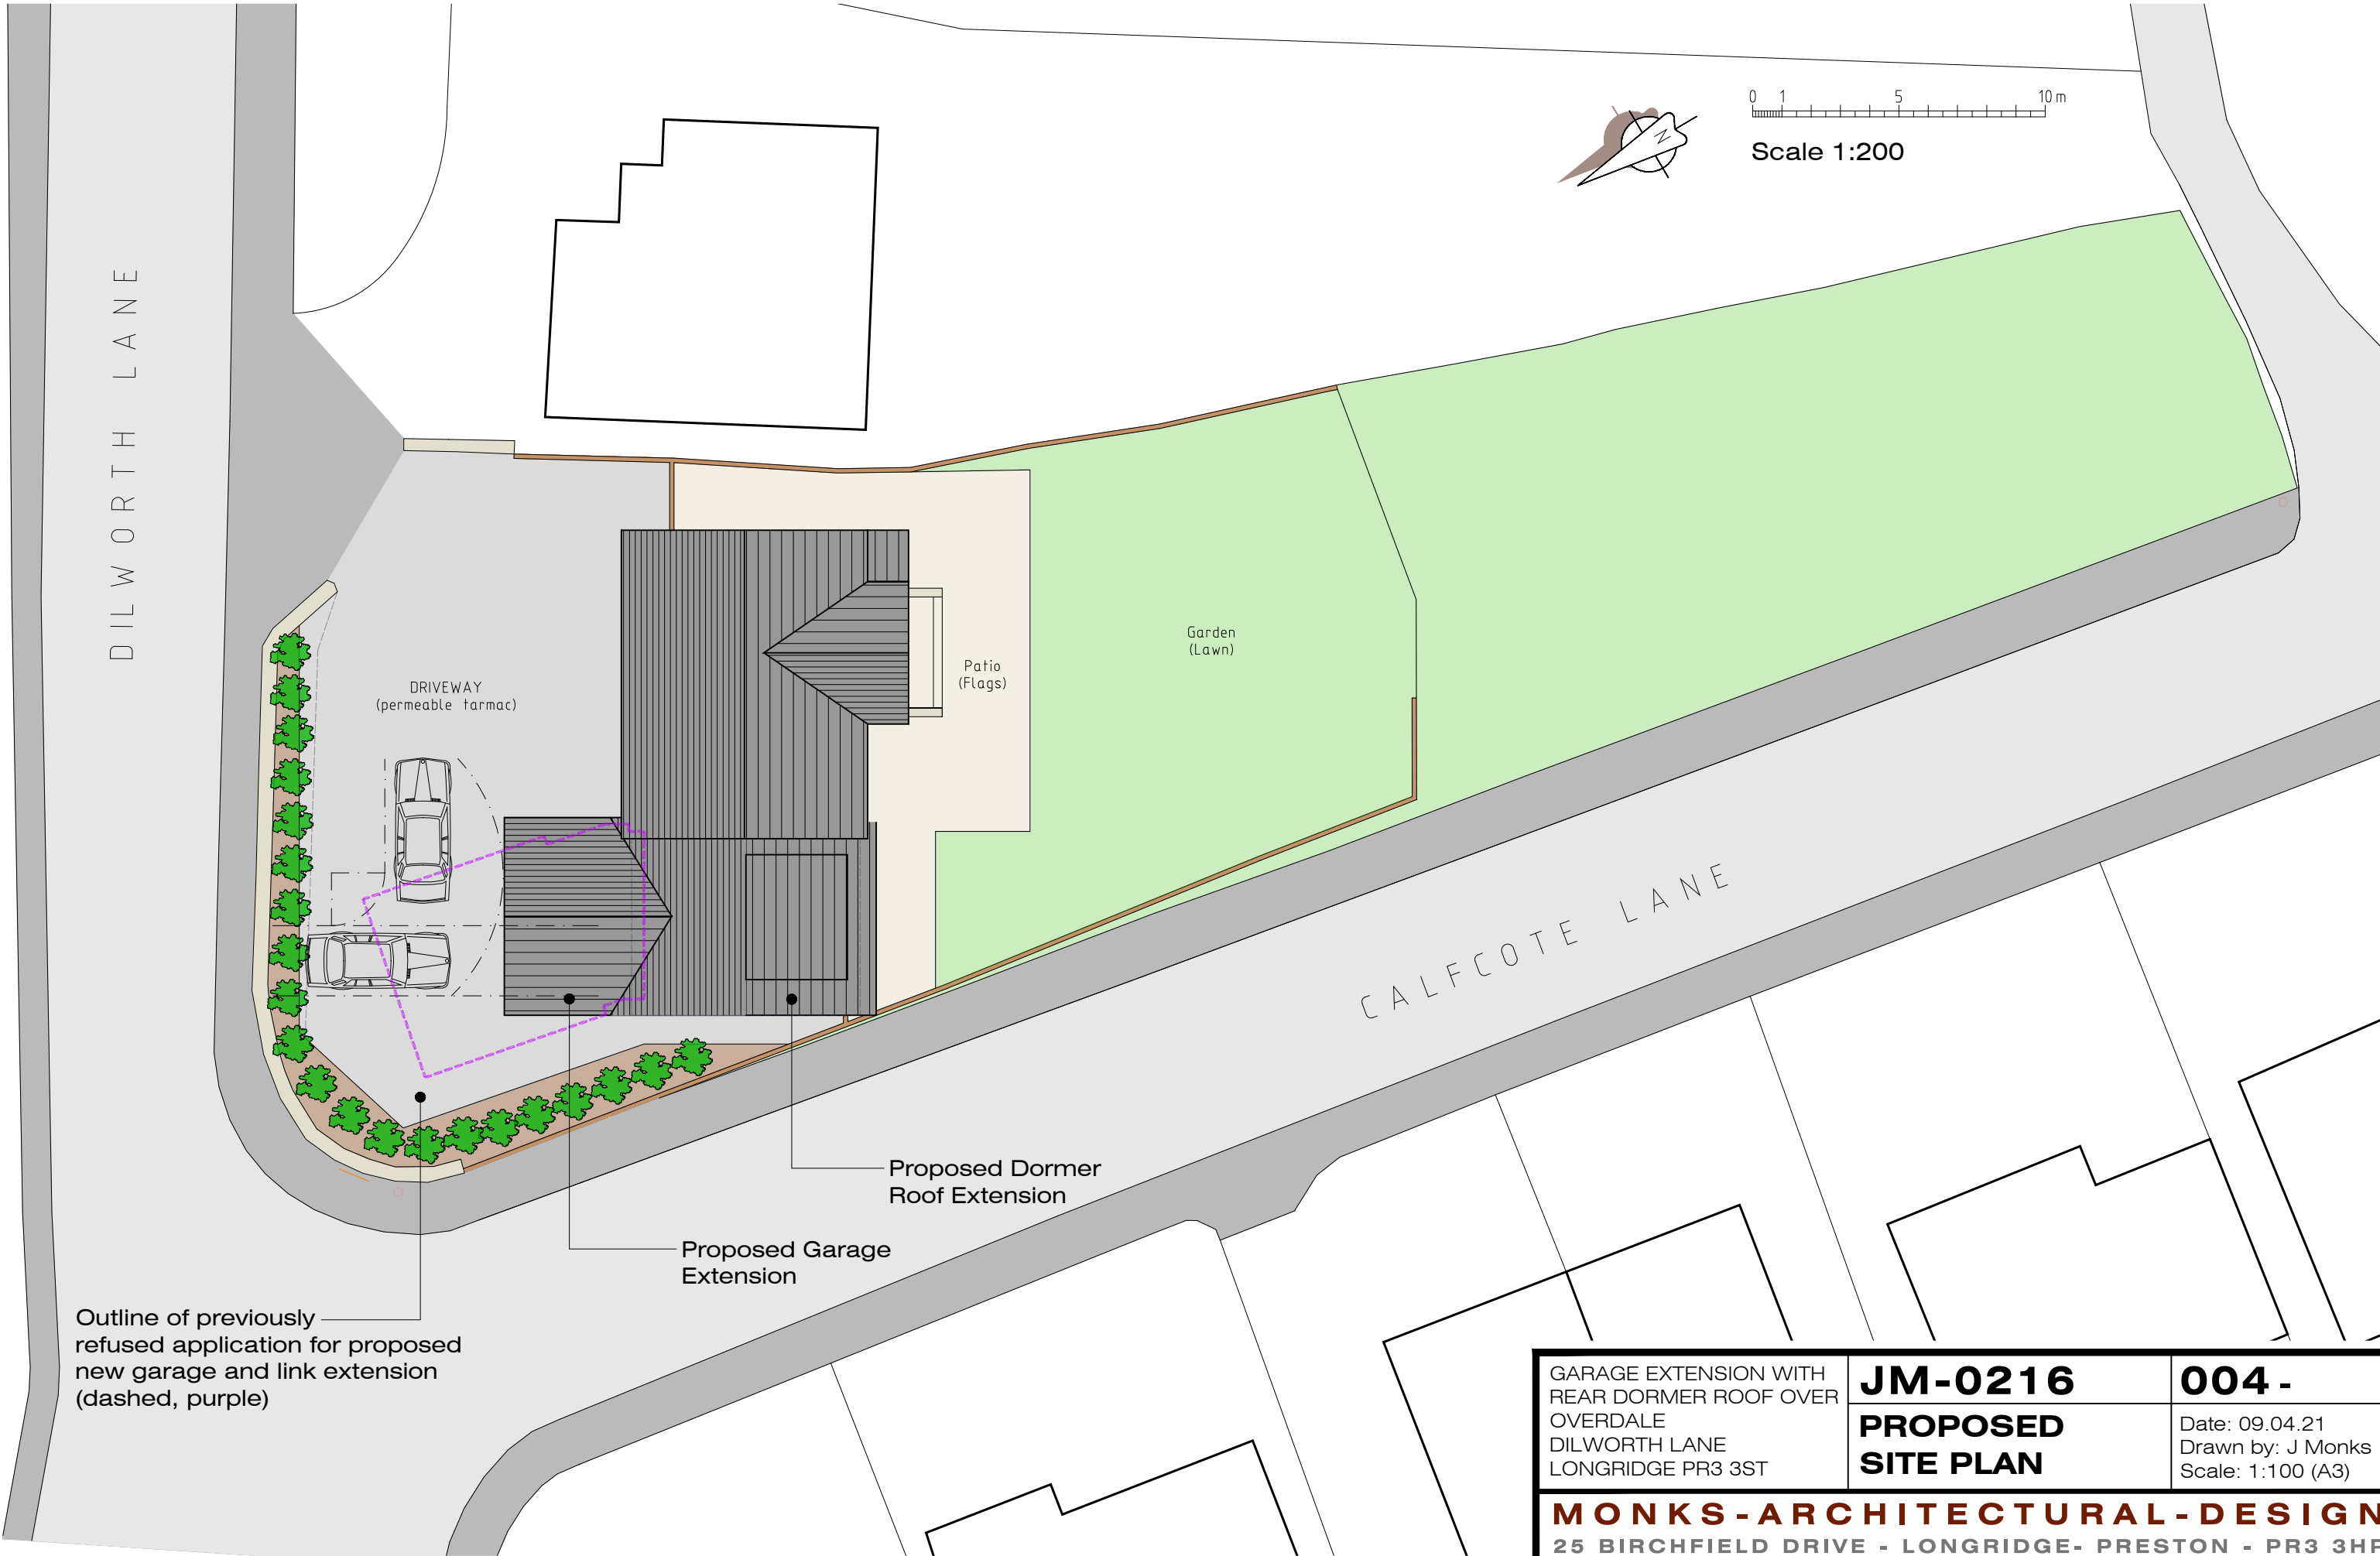 0 1 5 10 m
Scale 1:200
N
DILWORTH LANE
Garden
(Lawn)
Patio
(Flags)
DRIVEWAY
(permeable tarmac)
CALFCOTE LANE
Proposed Dormer
Roof Extension
Proposed Garage
Extension
Outline of previously
refused application for proposed
new garage and link extension
(dashed, purple)
GARAGE EXTENSION WITH
REAR DORMER ROOF OVER
OVERDALE
DILWORTH LANE
LONGRIDGE PR3 3ST
JM-0216
PROPOSED
SITE PLAN
004 -
Date: 09.04.21
Drawn by: J Monks
Scale: 1:100 (A3)
MONKS-ARCHITECTURAL-DESIGN
25 BIRCHFIELD DRIVE - LONGRIDGE- PRESTON - PR3